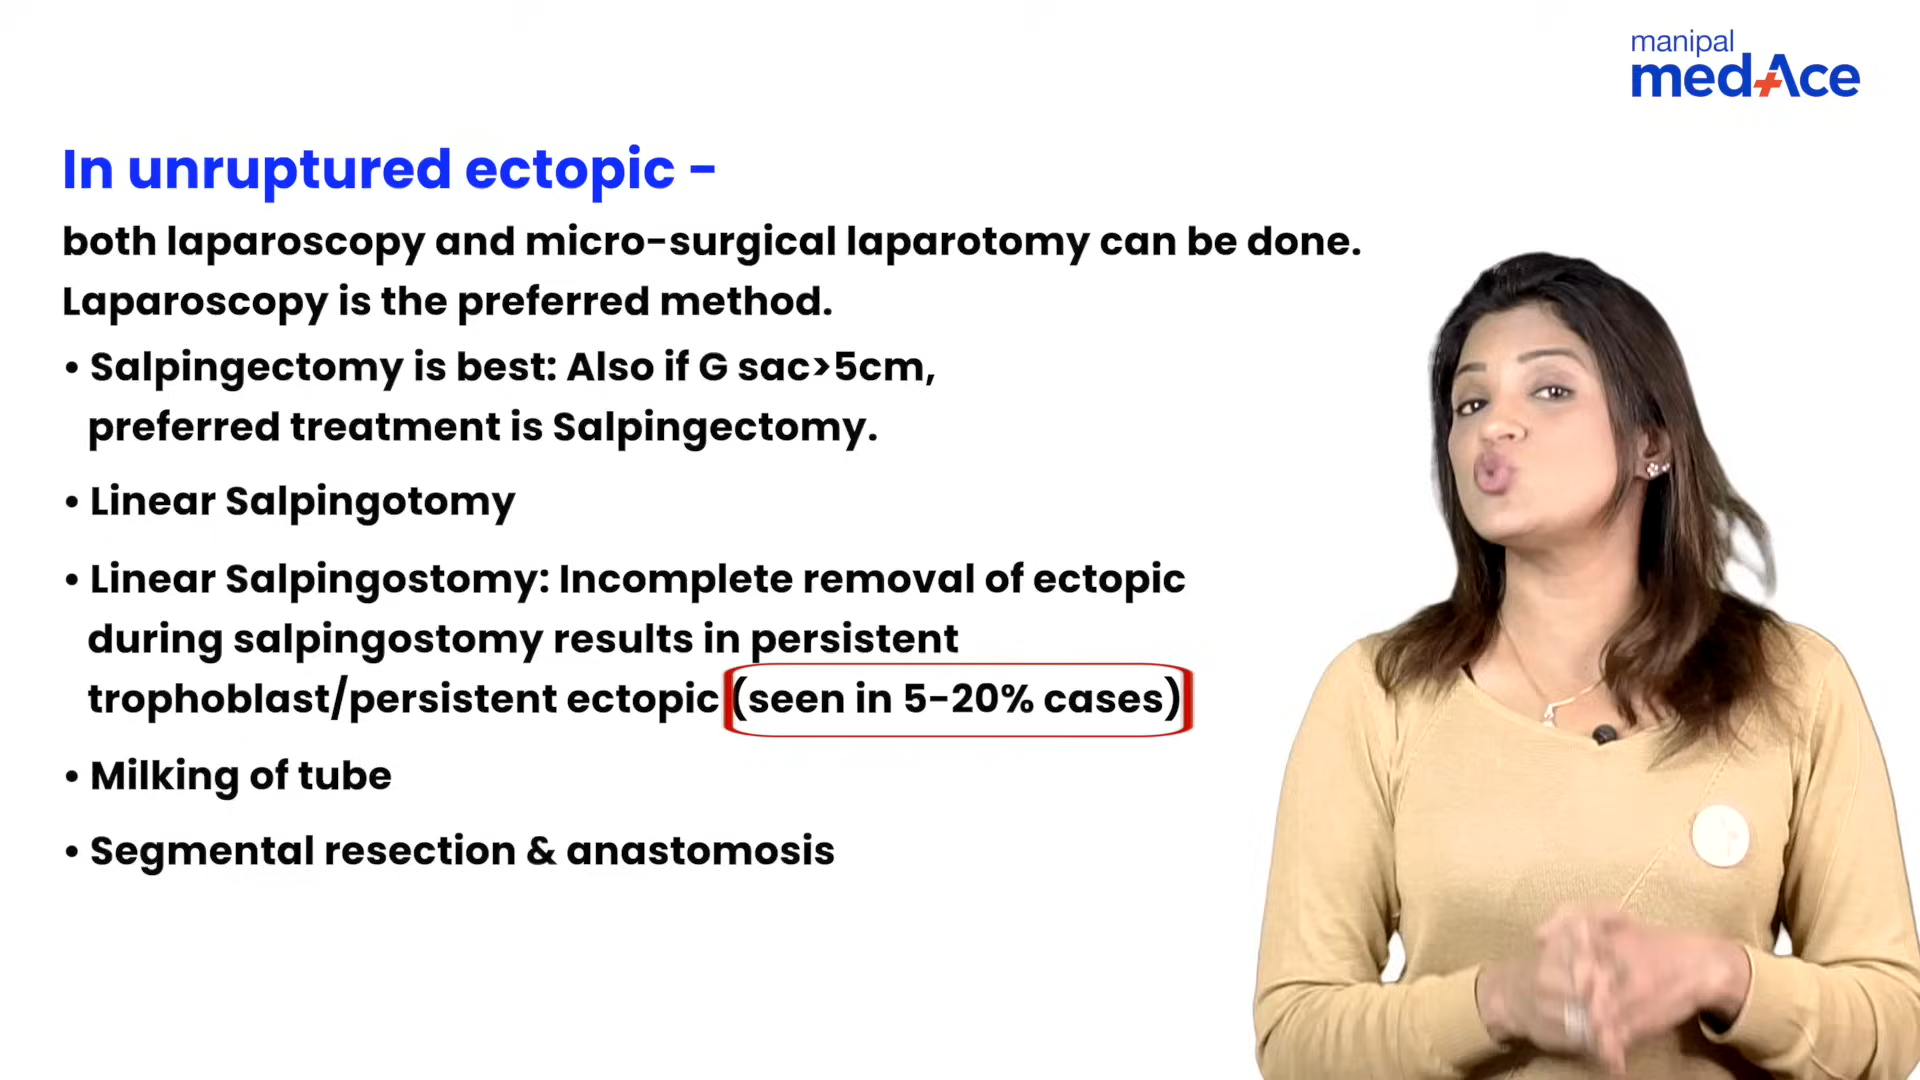 manipal
medAce
In unruptured ectopic -
both laparoscopy and micro-surgical laparotomy can be done.
Laparoscopy is the preferred method.
• Salpingectomy is best: Also if G sac>5cm,
preferred treatment is Salpingectomy.
• Linear Salpingotomy
• Linear Salpingostomy: Incomplete removal of ectopic
during salpingostomy results in persistent
trophoblast/persistent ectopic (seen in 5-20% cases)
• Milking of tube
• Segmental resection & anastomosis